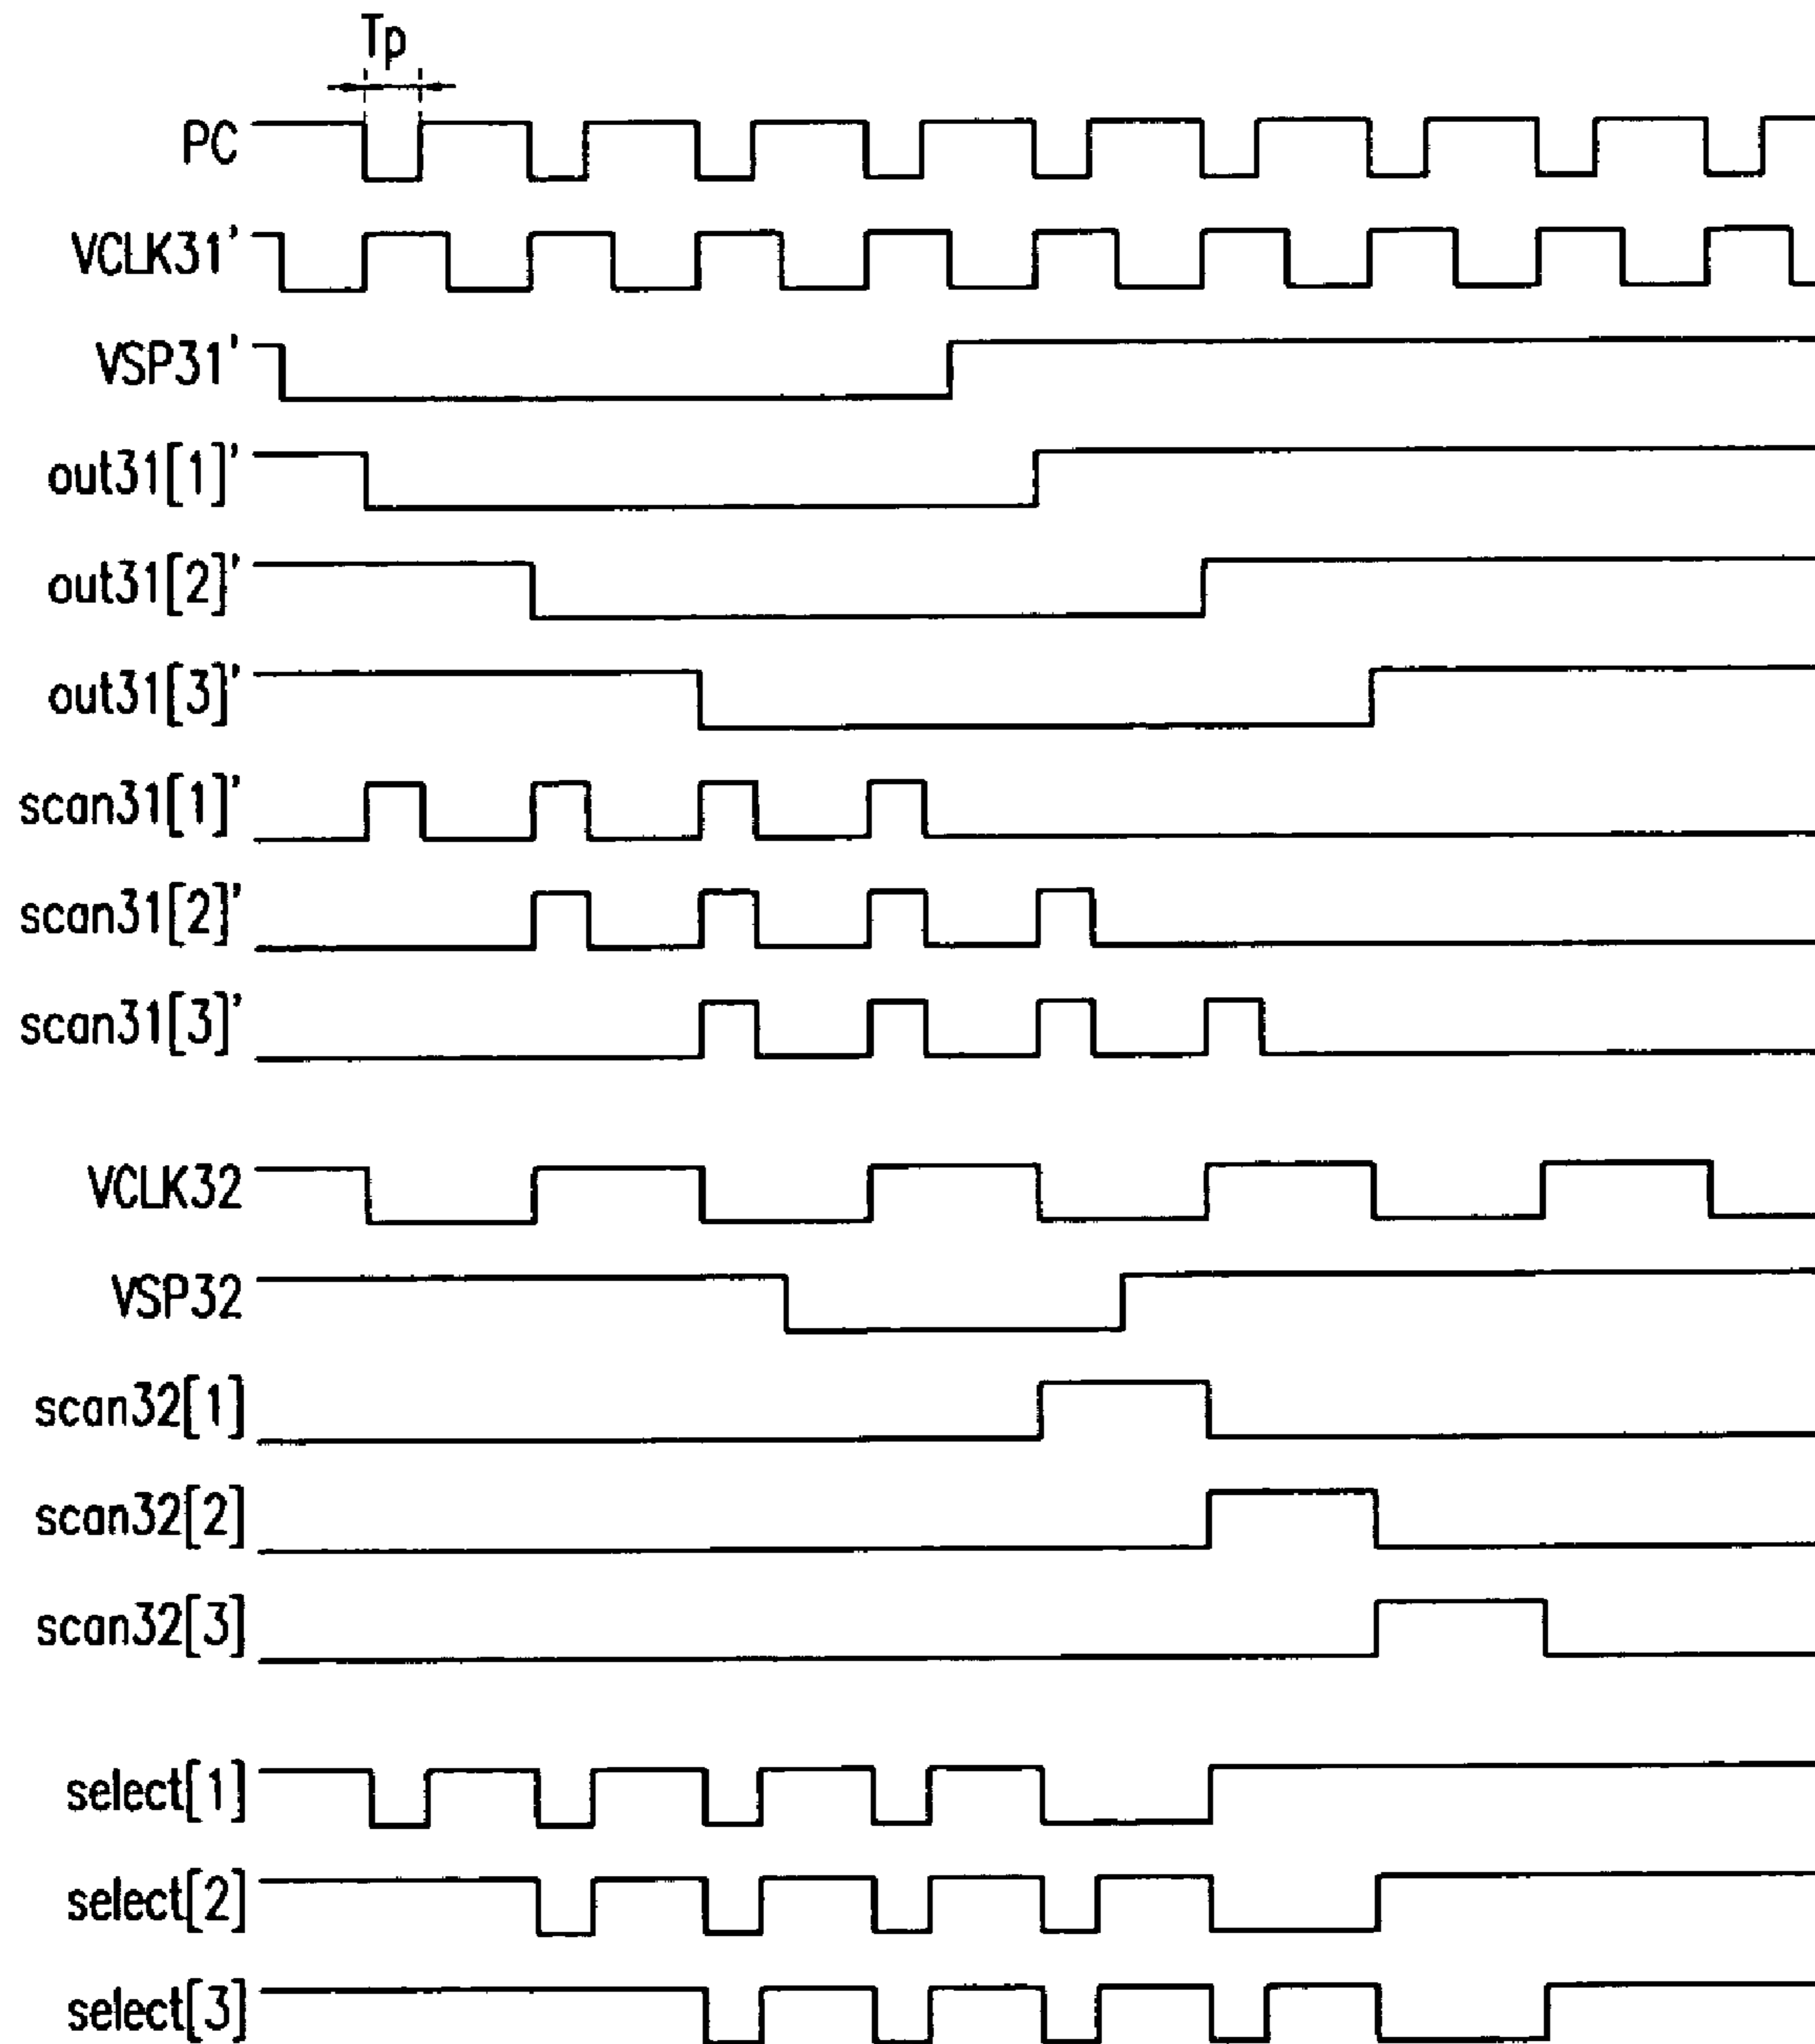 Tp
PC
VCLK31'
VSP31'
out31[1]'
out31[2]'
out31[3]'
scan31[1]'
scan31[2]'
scan31[3]'
VCLK32
VSP32
scan32[1]
scan32[2]
scan32[3]
select[1]
select[2]
select[3]